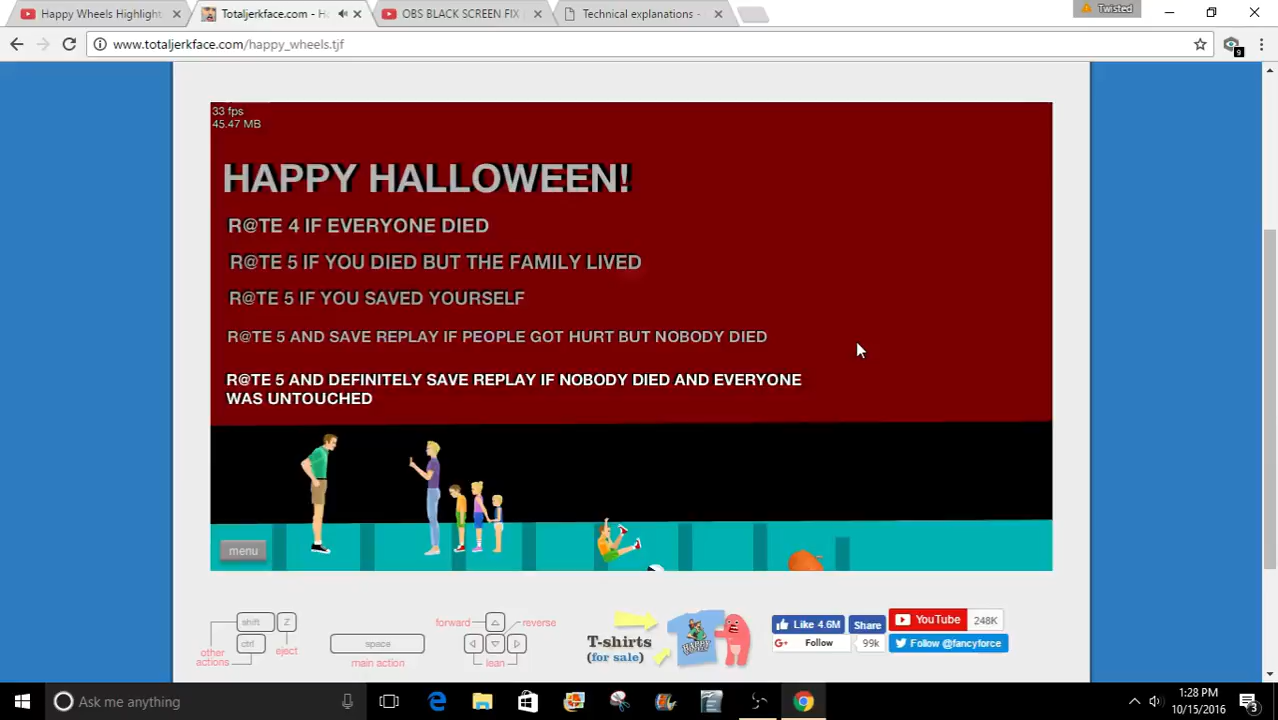 Happy Wheels Highlight
Totaljerkface.com - Ha
OBS BLACK SCREEN FIX |
Technical explanations -
Twisted
www.totaljerkface.com/happy_wheels.tjf
9
33 fps
45.47 MB
HAPPY HALLOWEEN!
R@TE 4 IF EVERYONE DIED
R@TE 5 IF YOU DIED BUT THE FAMILY LIVED
R@TE 5 IF YOU SAVED YOURSELF
R@TE 5 AND SAVE REPLAY IF PEOPLE GOT HURT BUT NOBODY DIED
R@TE 5 AND DEFINITELY SAVE REPLAY IF NOBODY DIED AND EVERYONE
WAS UNTOUCHED
menu
shift
Z
ctrl
other
actions
eject
space
main action
forward
reverse
lean
T-shirts
(for sale)
HAPPY
Like 4.6M
Share
G+ Follow
99k
YouTube
248K
Follow @fancyforce
Ask me anything
1:28 PM
10/15/2016
3